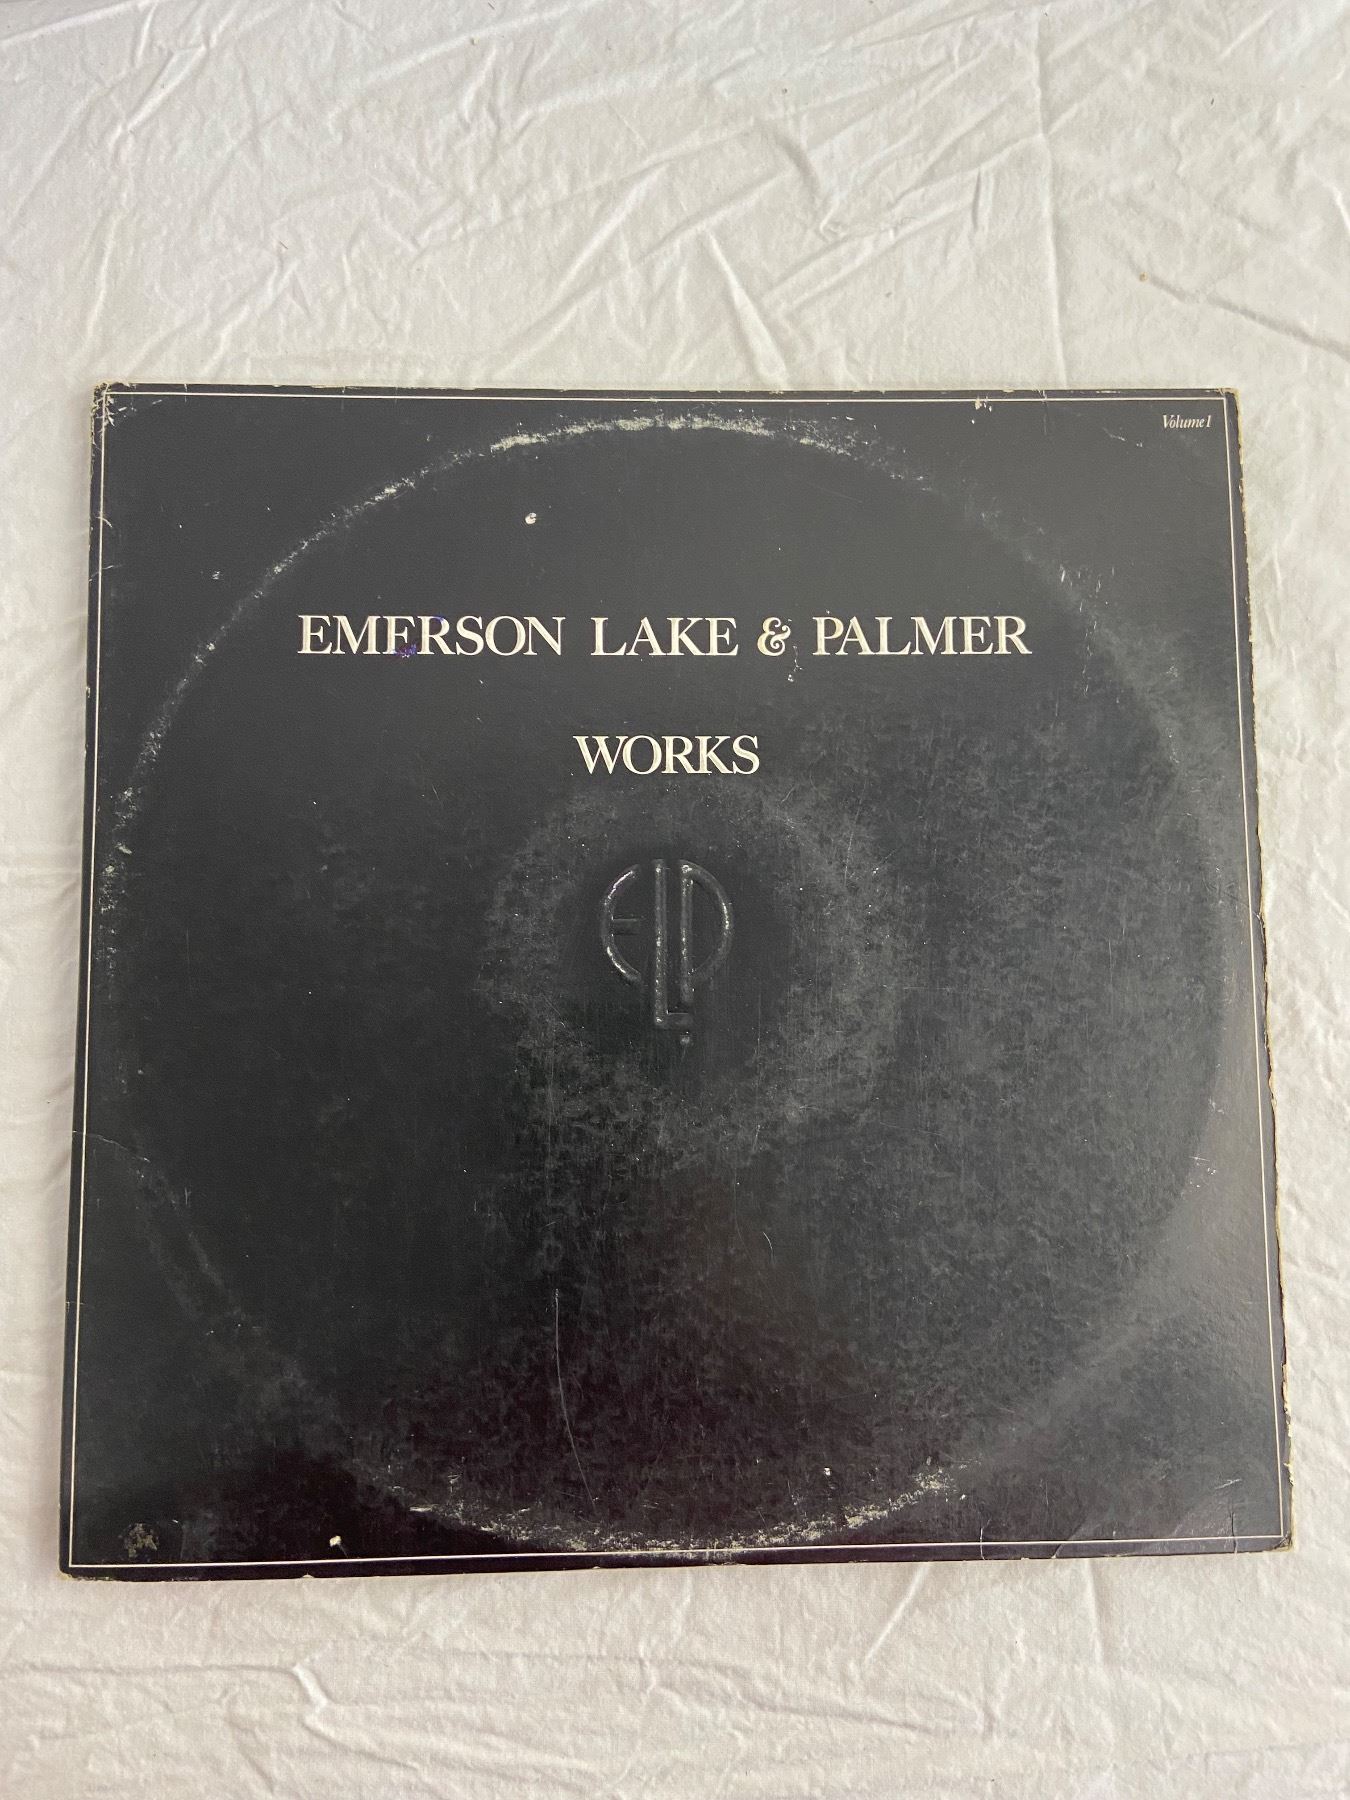 Volume 1
EMERSON LAKE & PALMER
WORKS
ELP